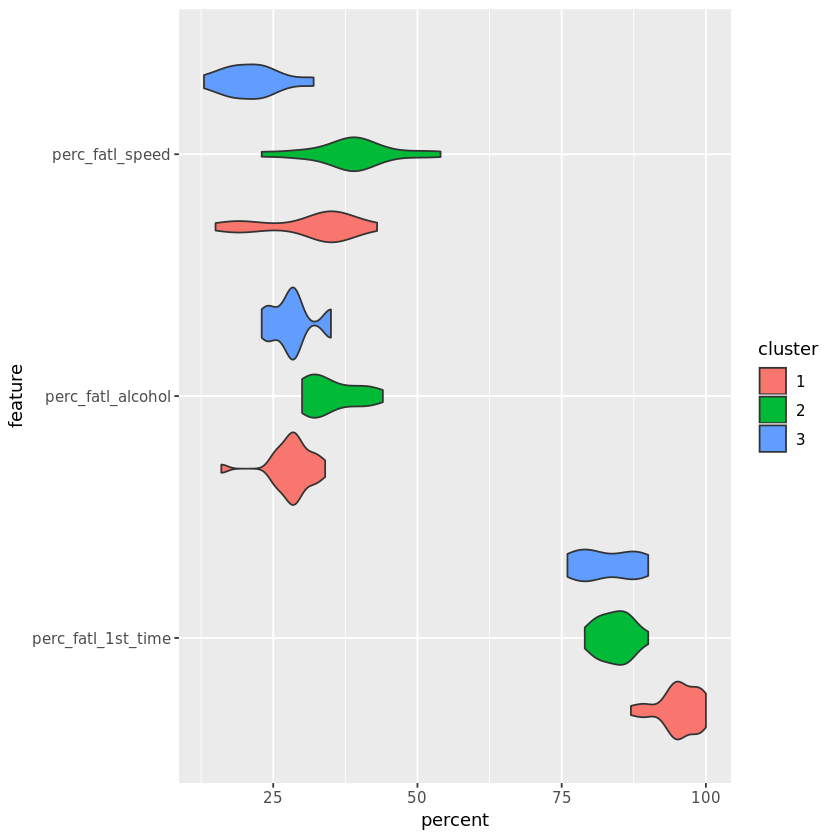 perc_fatl_speed
perc_fatl_alcohol
perc_fatl_1st_time
feature
25
50
75
100
percent
cluster
1
2
3